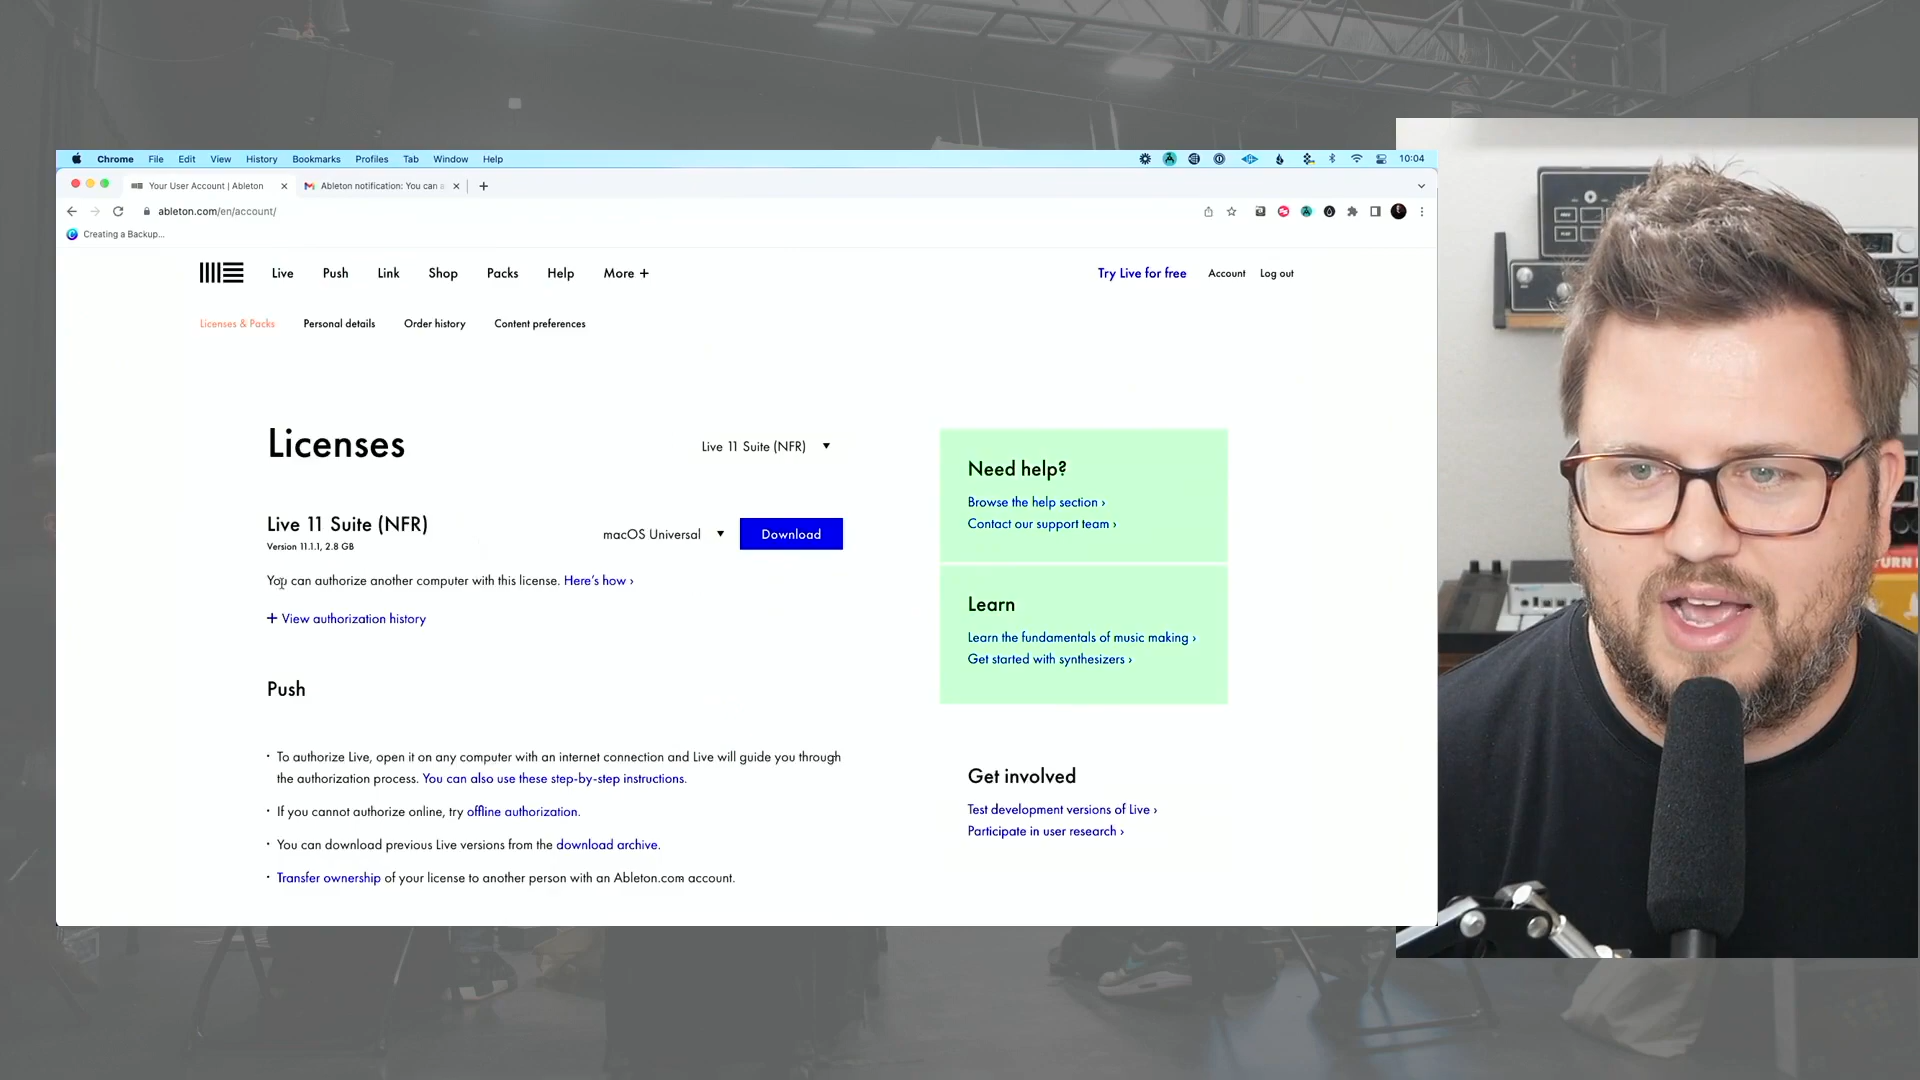 Chrome File Edit View History Bookmarks Profiles Tab Window Help 10:04
Your User Account | Ableton
Ableton notification: You can a
ableton.com/en/account/
Creating a Backup...
Live Push Link Shop Packs Help More +
Try Live for free Account Log out
Licenses & Packs Personal details Order history Content preferences
Licenses
Live 11 Suite (NFR)
Live 11 Suite (NFR)
Version 11.1.1, 2.8 GB
macOS Universal
Download
You can authorize another computer with this license. Here's how ›
+ View authorization history
Push
• To authorize Live, open it on any computer with an internet connection and Live will guide you through
the authorization process. You can also use these step-by-step instructions.
• If you cannot authorize online, try offline authorization.
• You can download previous Live versions from the download archive.
• Transfer ownership of your license to another person with an Ableton.com account.
Need help?
Browse the help section ›
Contact our support team ›
Learn
Learn the fundamentals of music making ›
Get started with synthesizers ›
Get involved
Test development versions of Live ›
Participate in user research ›